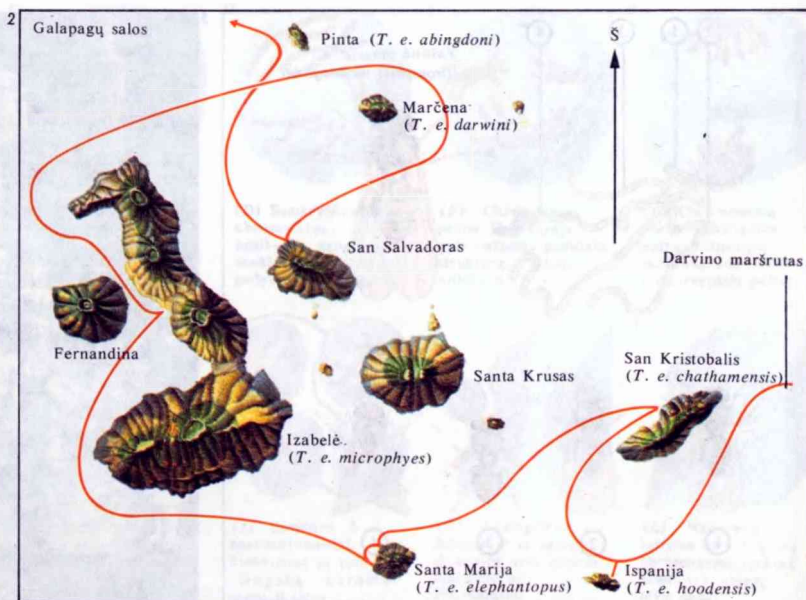 2
Galapagų salos
Pinta (T. e. abingdoni)
Š
Marčena
(T. e. darwini)
San Salvadoras
Darvino maršrutas
Fernandina
San Kristobalis
(T. e. chathamensis)
Santa Krusas
Izabelė
(T. e. microphyes)
Santa Marija
(T. e. elephantopus)
Ispanija
(T. e. hoodensis)